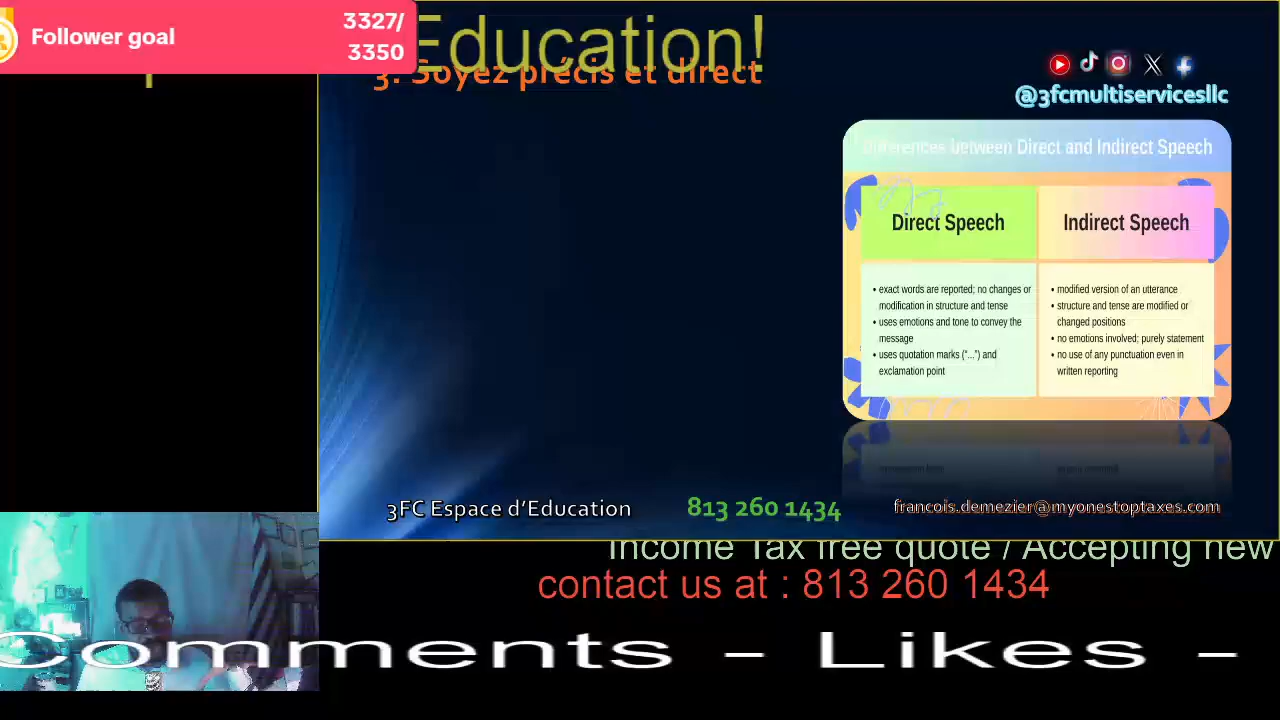 Follower goal
3327/
3350
Education!
3. Soyez précis et direct
@3fcmultiservicesllc
Differences between Direct and Indirect Speech
Direct Speech
• exact words are reported; no changes or
modification in structure and tense
• uses emotions and tone to convey the
message
• uses quotation marks ("...") and
exclamation point
Indirect Speech
• modified version of an utterance
• structure and tense are modified or
changed positions
• no emotions involved; purely statement
• no use of any punctuation even in
written reporting
3FC Espace d'Education
813 260 1434
francois.demezier@myonestoptaxes.com
Income Tax free quote / Accepting new
contact us at : 813 260 1434
Comments - Likes -